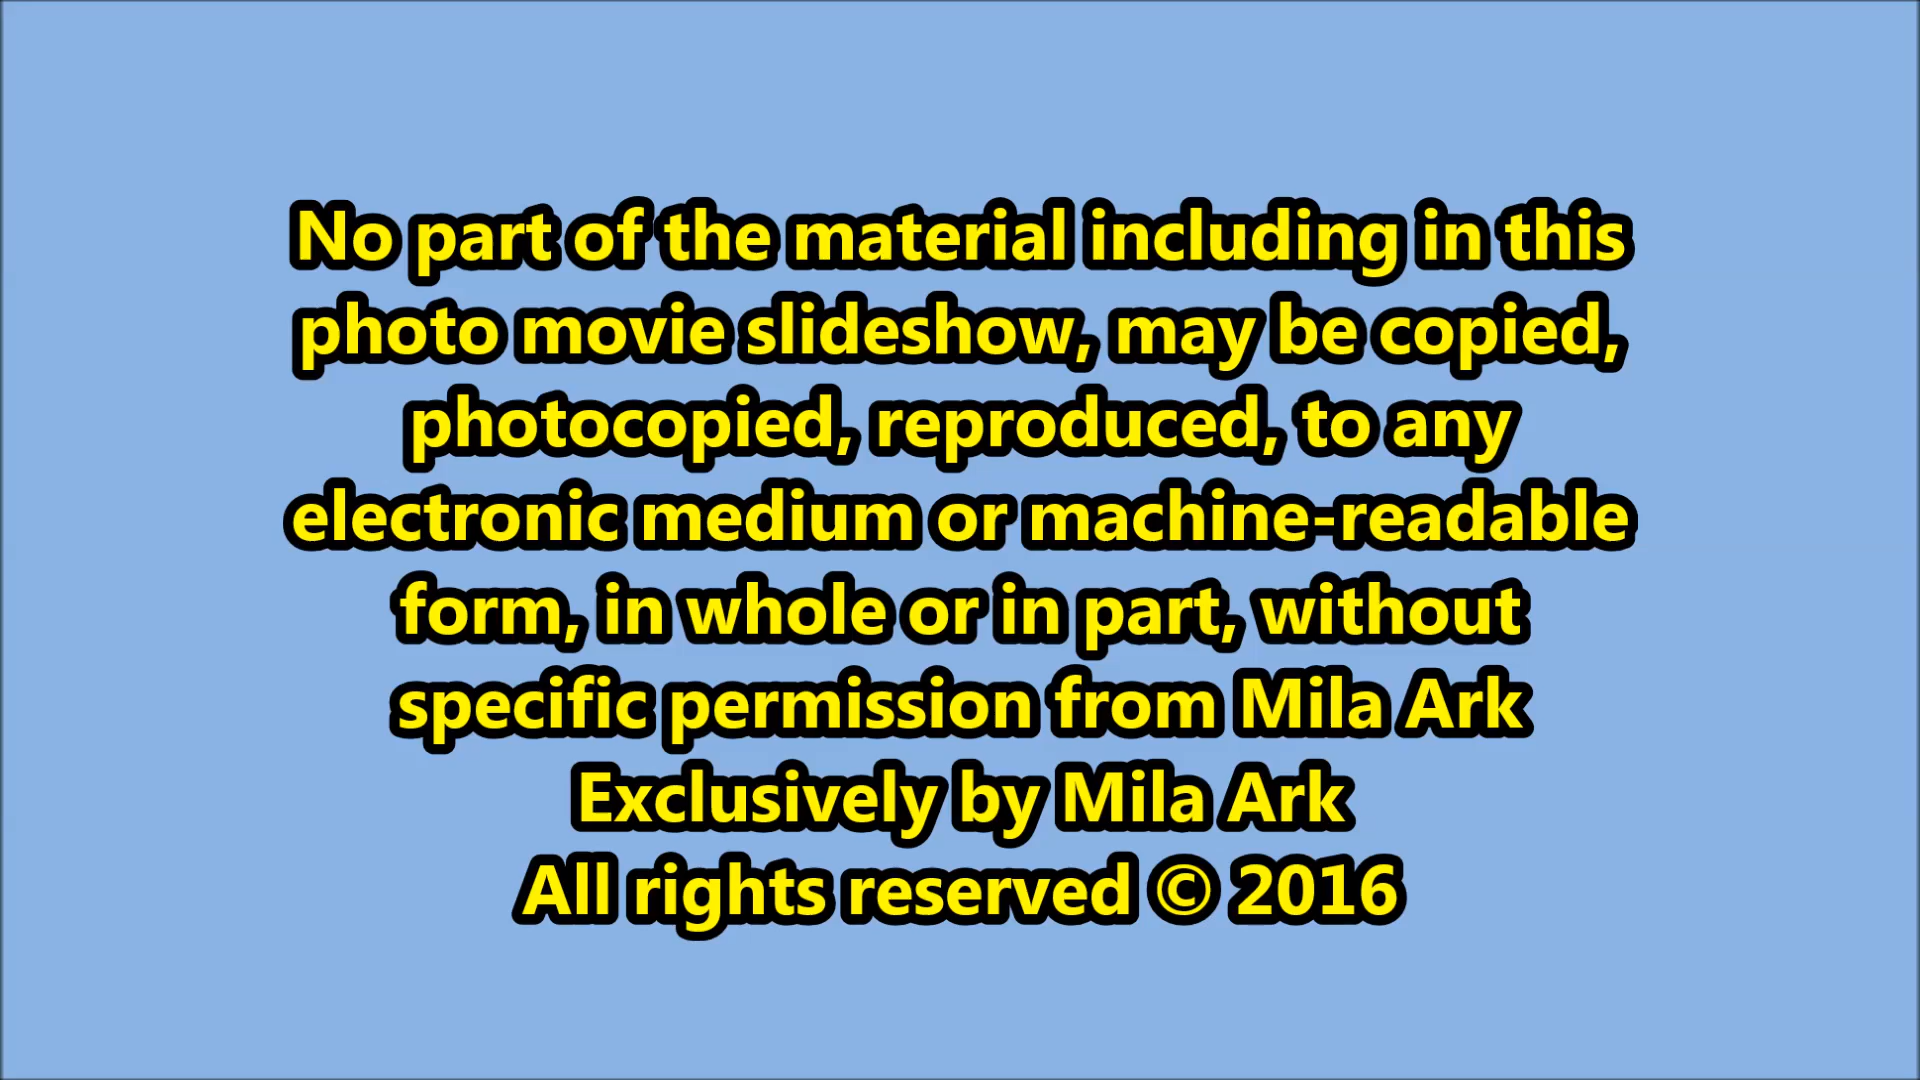 No part of the material including in this
photo movie slideshow, may be copied,
photocopied, reproduced, to any
electronic medium or machine-readable
form, in whole or in part, without
specific permission from Mila Ark
Exclusively by Mila Ark
All rights reserved © 2016